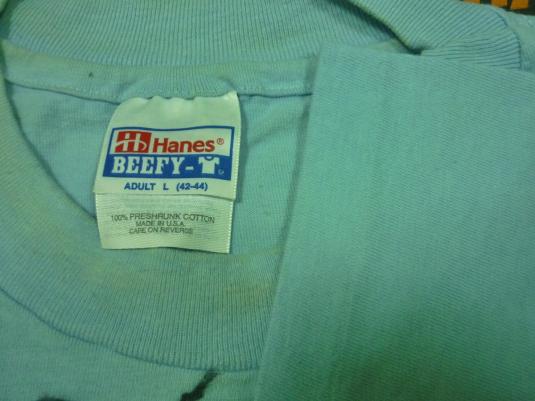 Hanes®
BEEFY-T
ADULT L (42-44)
100% PRESHRUNK COTTON
MADE IN U.S.A.
CARE ON REVERSE